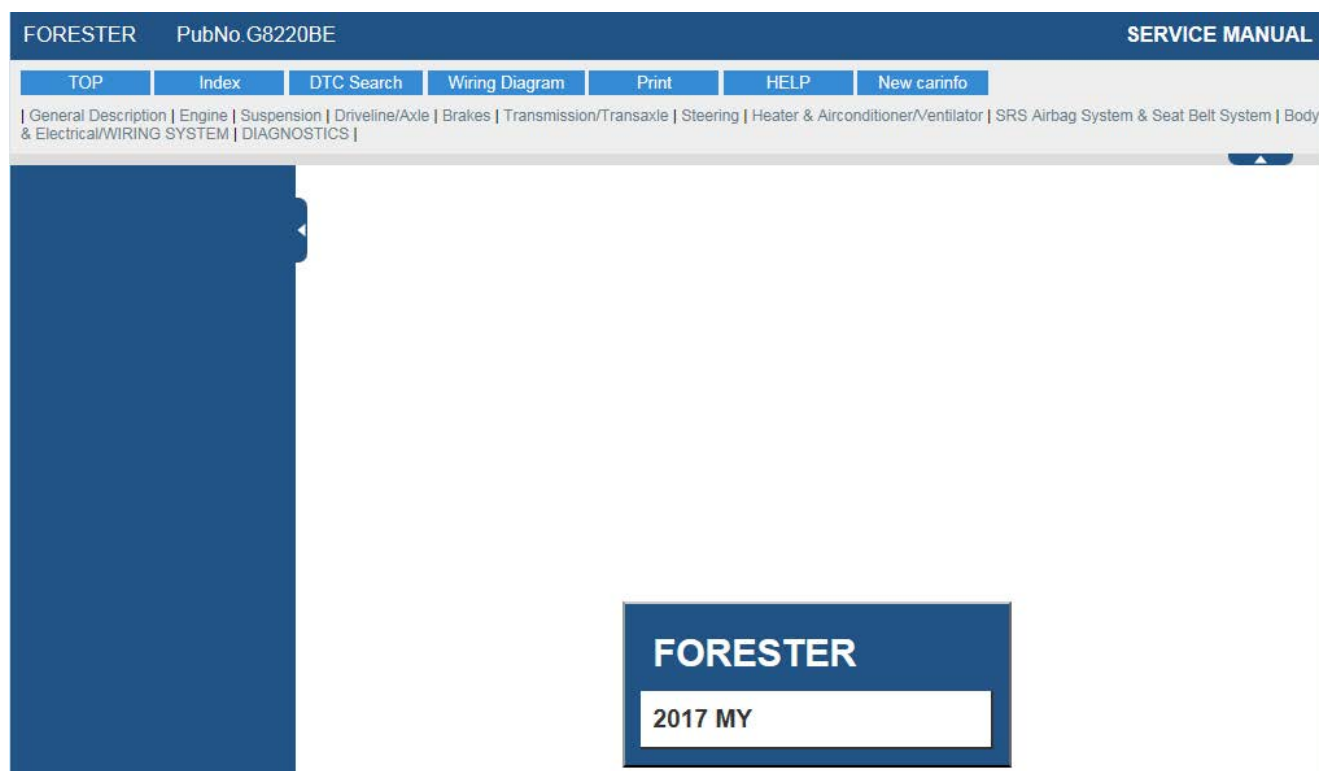 FORESTER PubNo.G8220BE SERVICE MANUAL
TOP Index DTC Search Wiring Diagram Print HELP New carinfo
| General Description | Engine | Suspension | Driveline/Axle | Brakes | Transmission/Transaxle | Steering | Heater & Airconditioner/Ventilator | SRS Airbag System & Seat Belt System | Body
& Electrical/WIRING SYSTEM | DIAGNOSTICS |
FORESTER
2017 MY